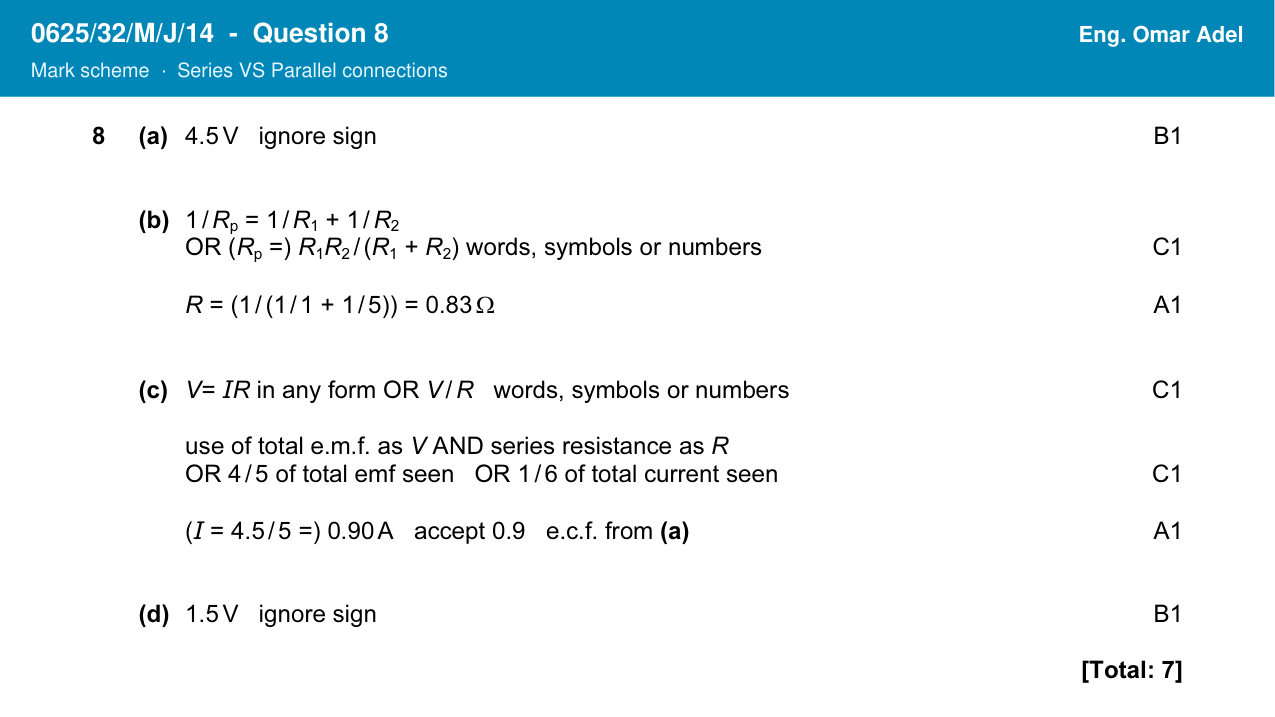 0625/32/M/J/14 - Question 8
Eng. Omar Adel
Mark scheme · Series VS Parallel connections
8 (a) 4.5 V ignore sign B1
(b) 1 / Rp = 1 / R1 + 1 / R2
OR (Rp =) R1R2 / (R1 + R2) words, symbols or numbers C1
R = (1 / (1 / 1 + 1 / 5)) = 0.83 Ω A1
(c) V= IR in any form OR V / R words, symbols or numbers C1
use of total e.m.f. as V AND series resistance as R
OR 4 / 5 of total emf seen OR 1 / 6 of total current seen C1
(I = 4.5 / 5 =) 0.90 A accept 0.9 e.c.f. from (a) A1
(d) 1.5 V ignore sign B1
[Total: 7]